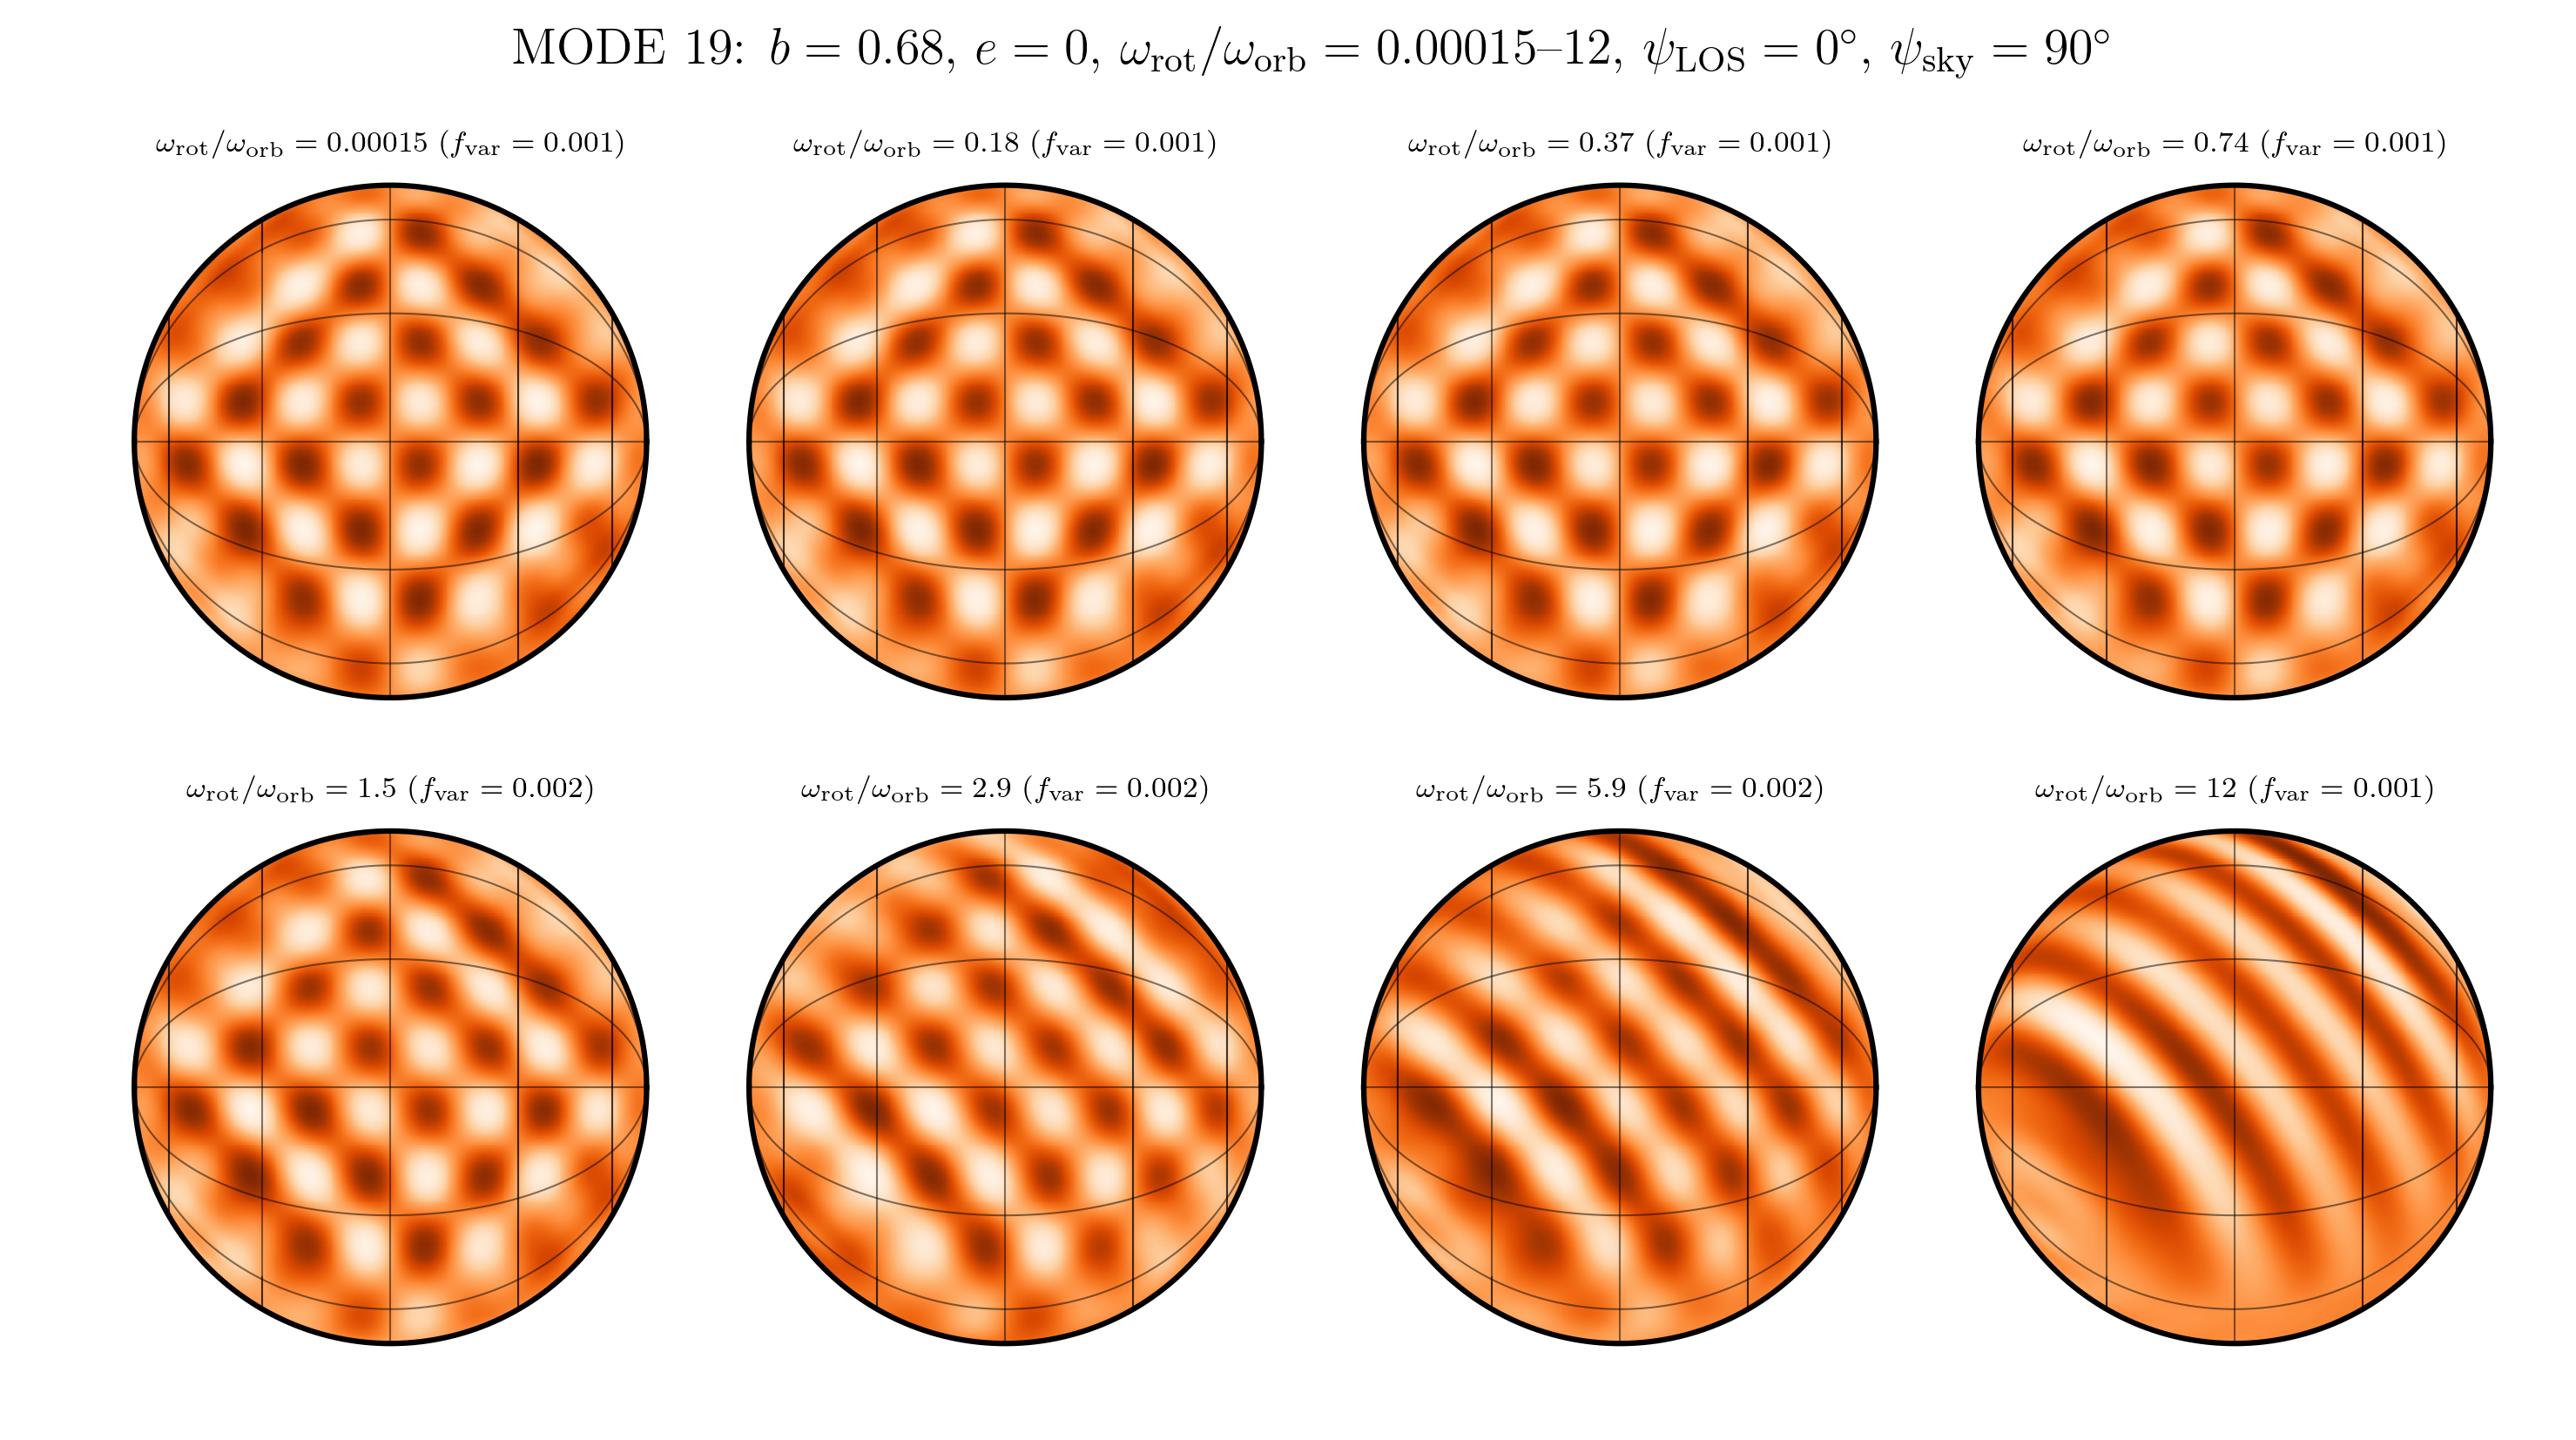 MODE 19: b = 0.68, e = 0, ω_rot/ω_orb = 0.00015–12, ψ_LOS = 0°, ψ_sky = 90°
ω_rot/ω_orb = 0.00015 (f_var = 0.001)
ω_rot/ω_orb = 0.18 (f_var = 0.001)
ω_rot/ω_orb = 0.37 (f_var = 0.001)
ω_rot/ω_orb = 0.74 (f_var = 0.001)
ω_rot/ω_orb = 1.5 (f_var = 0.002)
ω_rot/ω_orb = 2.9 (f_var = 0.002)
ω_rot/ω_orb = 5.9 (f_var = 0.002)
ω_rot/ω_orb = 12 (f_var = 0.001)